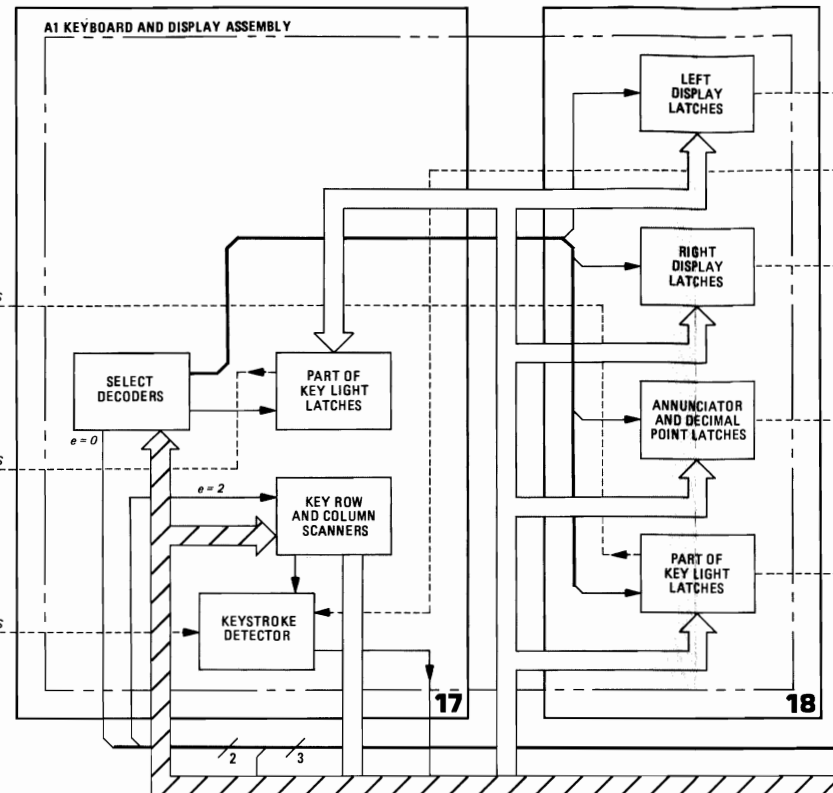 A1 KEYBOARD AND DISPLAY ASSEMBLY
LEFT
DISPLAY
LATCHES
RIGHT
DISPLAY
LATCHES
S
SELECT
DECODERS
PART OF
KEY LIGHT
LATCHES
ANNUNCIATOR
AND DECIMAL
POINT LATCHES
e=0
S
e = 2
KEY ROW
AND COLUMN
SCANNERS
PART OF
KEY LIGHT
LATCHES
KEYSTROKE
DETECTOR
S
17
18
2
3